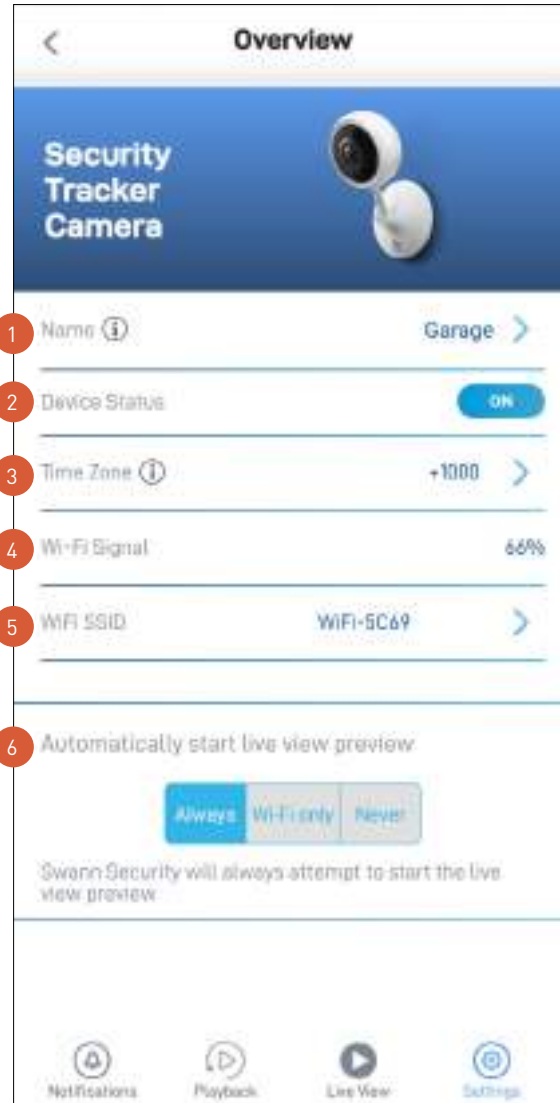 Overview
Security
Tracker
Camera
1 Name i Garage
2 Device Status ON
3 Time Zone i +1000
4 Wi-Fi Signal 66%
5 WiFi SSID WiFi-5C69
6 Automatically start live view preview
Always Wi-Fi only Never
Swann Security will always attempt to start the live
view preview
Notifications Playback Live View Settings